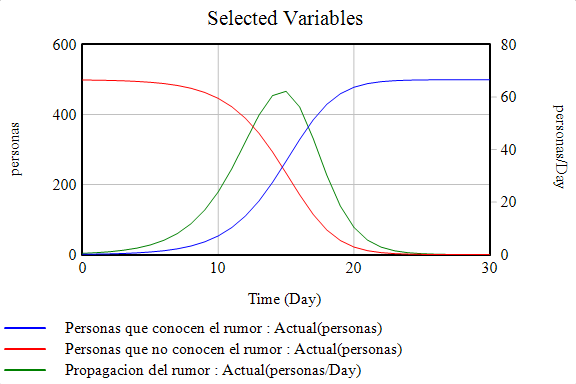 Selected Variables
600
400
200
0
personas
80
60
40
20
0
personas/Day
0
10
20
30
Time (Day)
Personas que conocen el rumor : Actual(personas)
Personas que no conocen el rumor : Actual(personas)
Propagacion del rumor : Actual(personas/Day)